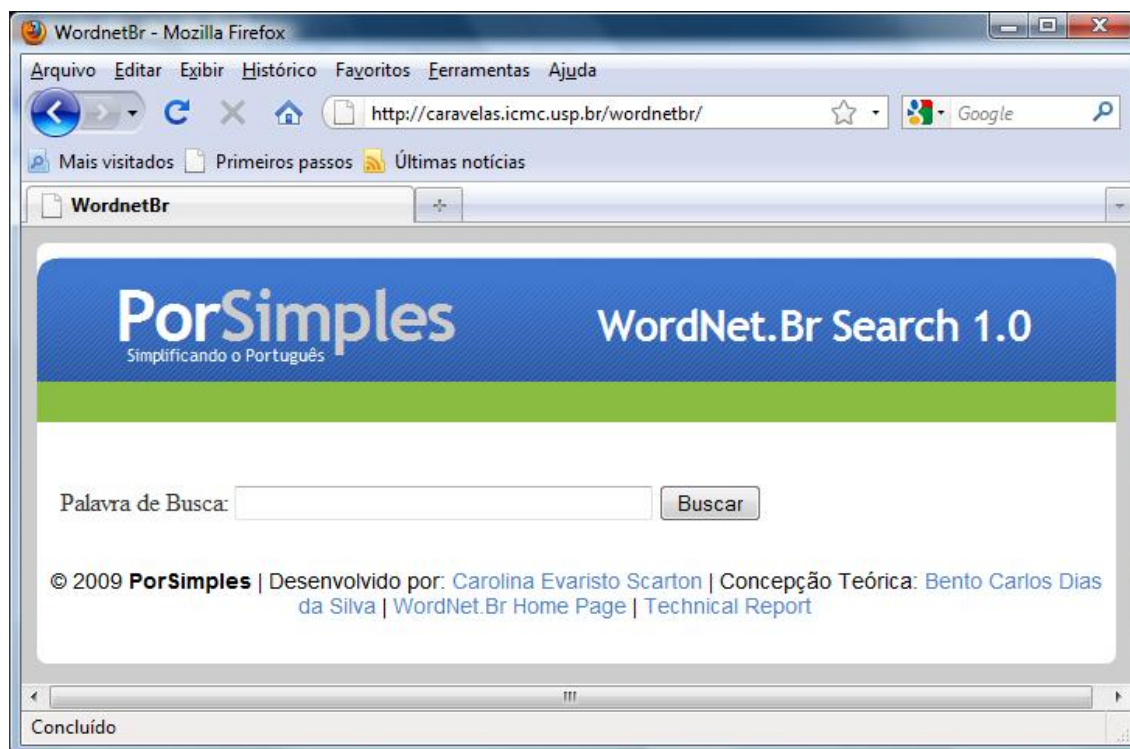 WordnetBr - Mozilla Firefox
Arquivo Editar Exibir Histórico Favoritos Ferramentas Ajuda
http://caravelas.icmc.usp.br/wordnetbr/ Google
Mais visitados Primeiros passos Últimas notícias
WordnetBr
PorSimples WordNet.Br Search 1.0
Simplificando o Português
Palavra de Busca: Buscar
© 2009 PorSimples | Desenvolvido por: Carolina Evaristo Scarton | Concepção Teórica: Bento Carlos Dias
da Silva | WordNet.Br Home Page | Technical Report
Concluído